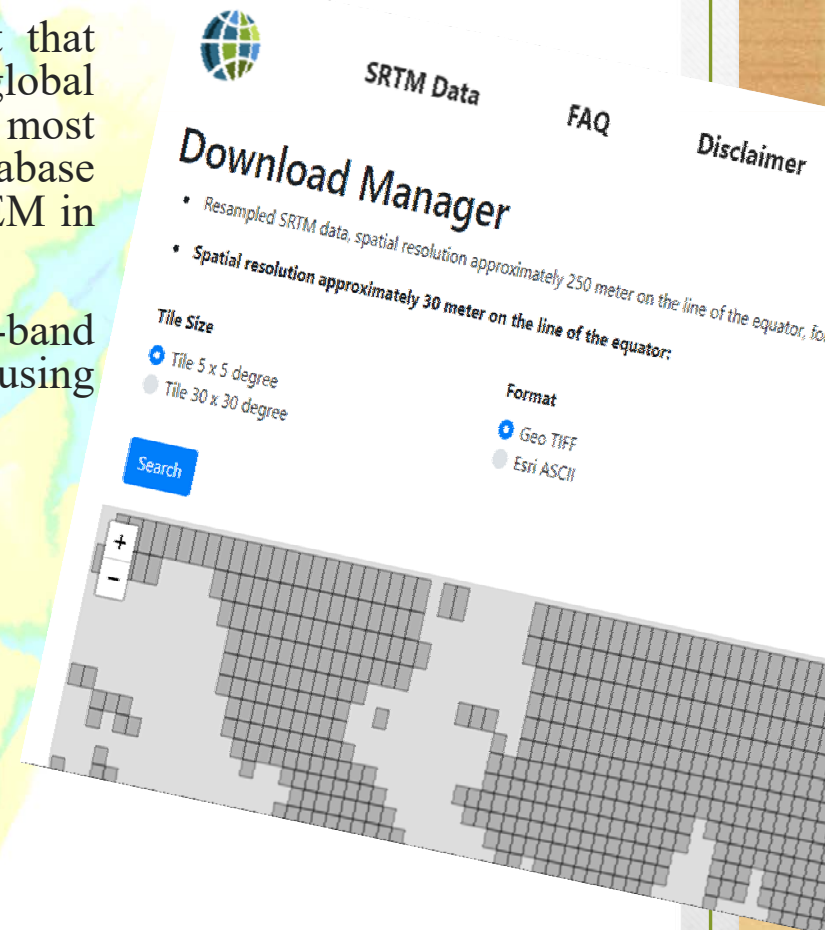 that
global
most
abase
EM in
-band
using
SRTM Data
FAQ
Disclaimer
Download Manager
• Resampled SRTM data, spatial resolution approximately 250 meter on the line of the equator, fo
• Spatial resolution approximately 30 meter on the line of the equator:
Tile Size
Tile 5 x 5 degree
Tile 30 x 30 degree
Format
Geo TIFF
Esri ASCII
Search
+
−